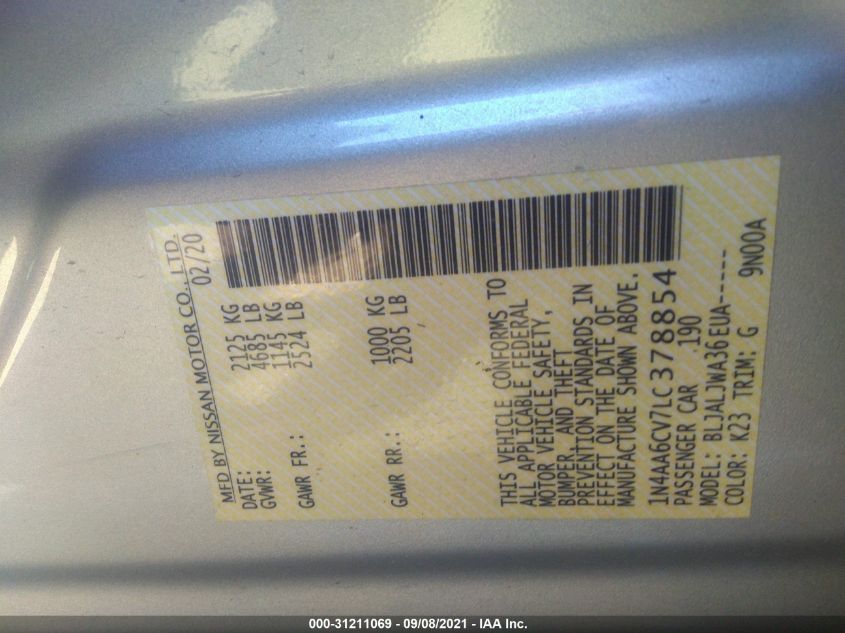 MFD BY NISSAN MOTOR CO., LTD.
DATE: 02/20
GVWR: 2125 KG
4685 LB
GAWR FR.: 1145 KG
2524 LB
GAWR RR.: 1000 KG
2205 LB
THIS VEHICLE CONFORMS TO
ALL APPLICABLE FEDERAL
MOTOR VEHICLE SAFETY,
BUMPER, AND THEFT
PREVENTION STANDARDS IN
EFFECT ON THE DATE OF
MANUFACTURE SHOWN ABOVE.
1N4AA6CV7LC378854
PASSENGER CAR 190
MODEL: BLJALJWA36EUA-----
COLOR: K23 TRIM: G 9N00A
000-31211069 - 09/08/2021 - IAA Inc.